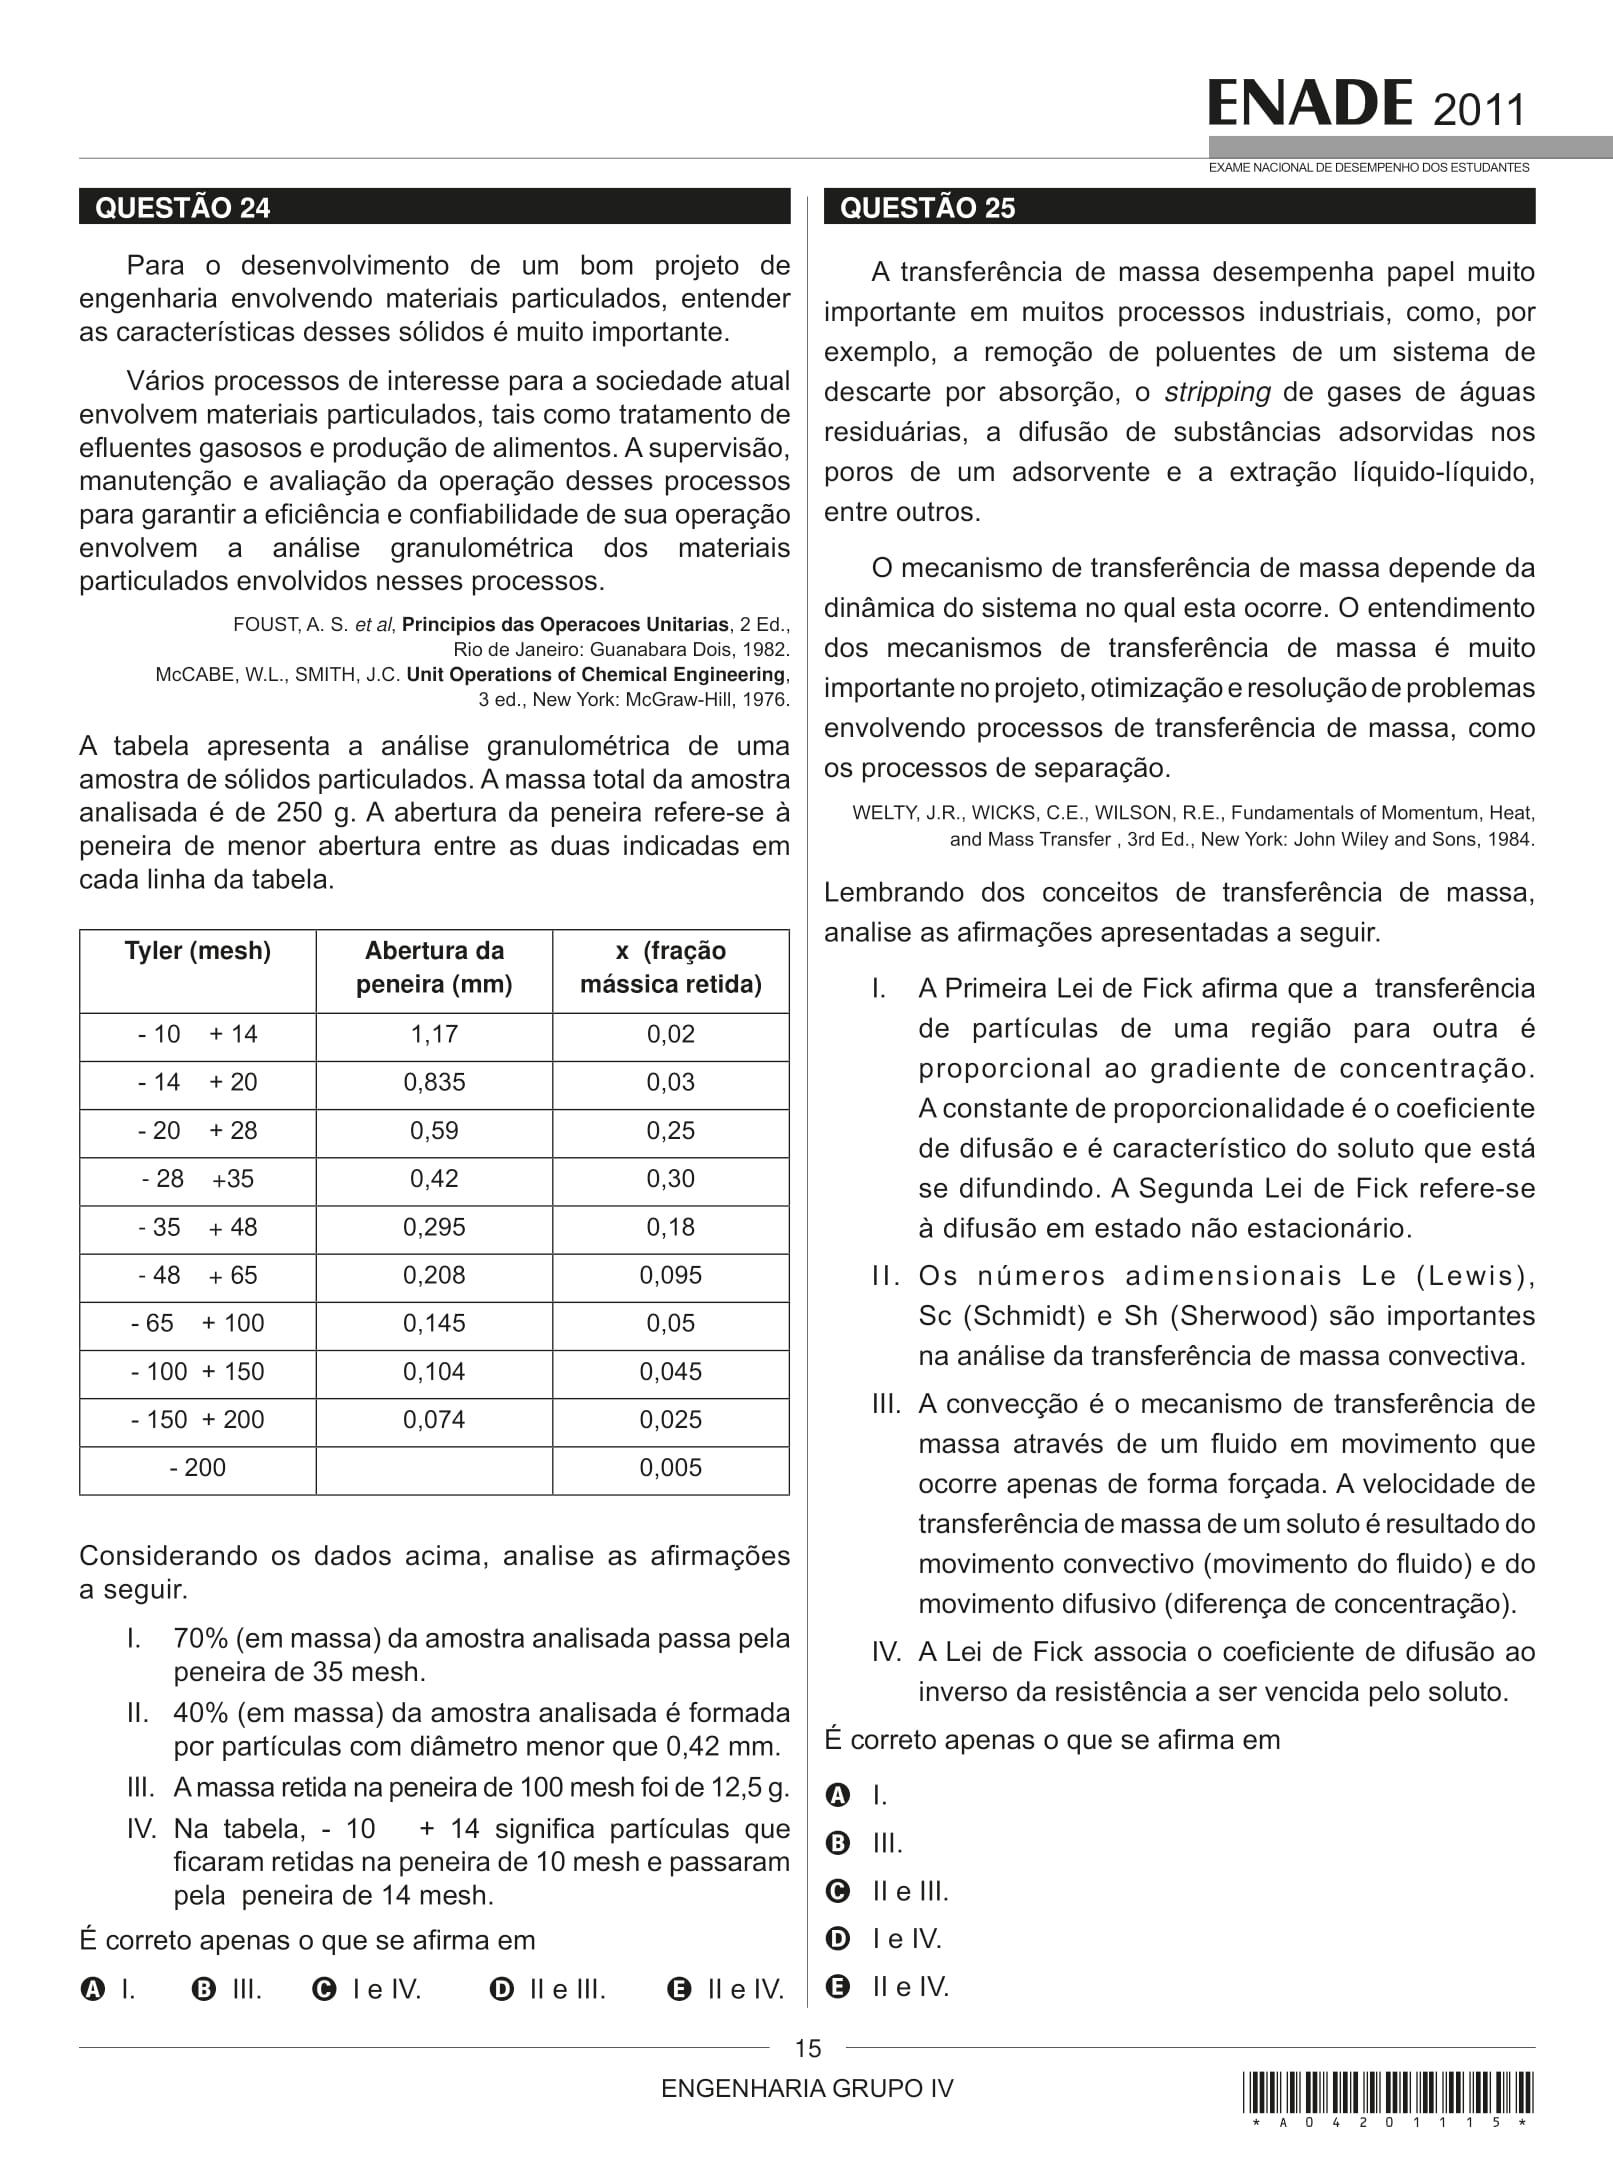 ENADE 2011
EXAME NACIONAL DE DESEMPENHO DOS ESTUDANTES
QUESTÃO 24
Para o desenvolvimento de um bom projeto de
engenharia envolvendo materiais particulados, entender
as características desses sólidos é muito importante.
Vários processos de interesse para a sociedade atual
envolvem materiais particulados, tais como tratamento de
efluentes gasosos e produção de alimentos. A supervisão,
manutenção e avaliação da operação desses processos
para garantir a eficiência e confiabilidade de sua operação
envolvem a análise granulométrica dos materiais
particulados envolvidos nesses processos.
FOUST, A. S. et al, Principios das Operacoes Unitarias, 2 Ed.,
Rio de Janeiro: Guanabara Dois, 1982.
McCABE, W.L., SMITH, J.C. Unit Operations of Chemical Engineering,
3 ed., New York: McGraw-Hill, 1976.
A tabela apresenta a análise granulométrica de uma
amostra de sólidos particulados. A massa total da amostra
analisada é de 250 g. A abertura da peneira refere-se à
peneira de menor abertura entre as duas indicadas em
cada linha da tabela.
Tyler (mesh) Abertura da x (fração
peneira (mm) mássica retida)
- 10 + 14 1,17 0,02
- 14 + 20 0,835 0,03
- 20 + 28 0,59 0,25
- 28 +35 0,42 0,30
- 35 + 48 0,295 0,18
- 48 + 65 0,208 0,095
- 65 + 100 0,145 0,05
- 100 + 150 0,104 0,045
- 150 + 200 0,074 0,025
- 200 0,005
Considerando os dados acima, analise as afirmações
a seguir.
I. 70% (em massa) da amostra analisada passa pela
peneira de 35 mesh.
II. 40% (em massa) da amostra analisada é formada
por partículas com diâmetro menor que 0,42 mm.
III. A massa retida na peneira de 100 mesh foi de 12,5 g.
IV. Na tabela, - 10 + 14 significa partículas que
ficaram retidas na peneira de 10 mesh e passaram
pela peneira de 14 mesh.
É correto apenas o que se afirma em
A I. B III. C I e IV. D II e III. E II e IV.
QUESTÃO 25
A transferência de massa desempenha papel muito
importante em muitos processos industriais, como, por
exemplo, a remoção de poluentes de um sistema de
descarte por absorção, o stripping de gases de águas
residuárias, a difusão de substâncias adsorvidas nos
poros de um adsorvente e a extração líquido-líquido,
entre outros.
O mecanismo de transferência de massa depende da
dinâmica do sistema no qual esta ocorre. O entendimento
dos mecanismos de transferência de massa é muito
importante no projeto, otimização e resolução de problemas
envolvendo processos de transferência de massa, como
os processos de separação.
WELTY, J.R., WICKS, C.E., WILSON, R.E., Fundamentals of Momentum, Heat,
and Mass Transfer , 3rd Ed., New York: John Wiley and Sons, 1984.
Lembrando dos conceitos de transferência de massa,
analise as afirmações apresentadas a seguir.
I. A Primeira Lei de Fick afirma que a transferência
de partículas de uma região para outra é
proporcional ao gradiente de concentração.
A constante de proporcionalidade é o coeficiente
de difusão e é característico do soluto que está
se difundindo. A Segunda Lei de Fick refere-se
à difusão em estado não estacionário.
II. Os números adimensionais Le (Lewis),
Sc (Schmidt) e Sh (Sherwood) são importantes
na análise da transferência de massa convectiva.
III. A convecção é o mecanismo de transferência de
massa através de um fluido em movimento que
ocorre apenas de forma forçada. A velocidade de
transferência de massa de um soluto é resultado do
movimento convectivo (movimento do fluido) e do
movimento difusivo (diferença de concentração).
IV. A Lei de Fick associa o coeficiente de difusão ao
inverso da resistência a ser vencida pelo soluto.
É correto apenas o que se afirma em
A I.
B III.
C II e III.
D I e IV.
E II e IV.
15
ENGENHARIA GRUPO IV
* A 0 4 2 0 1 1 1 5 *